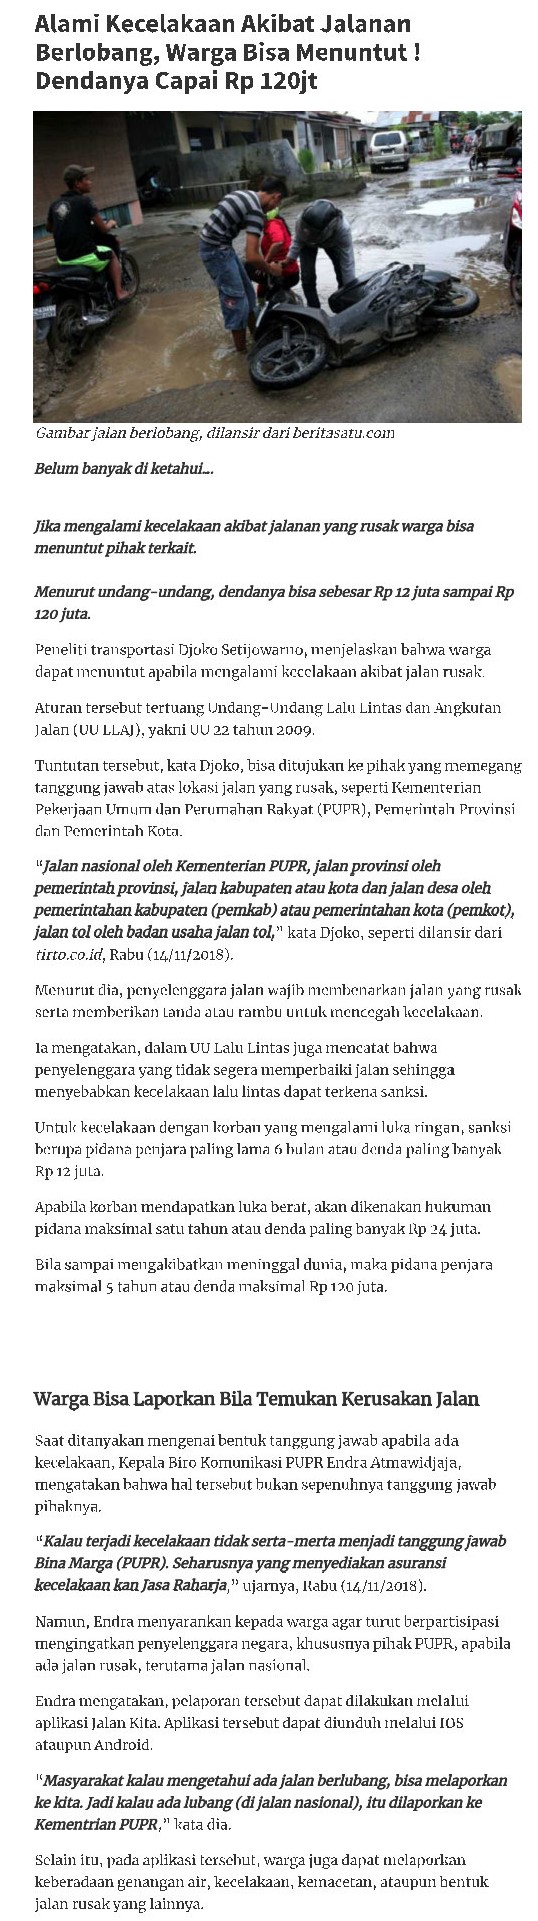 Alami Kecelakaan Akibat Jalanan
Berlobang, Warga Bisa Menuntut !
Dendanya Capai Rp 120jt
Gambar jalan berlobang, dilansir dari beritasatu.com
Belum banyak di ketahui...
Jika mengalami kecelakaan akibat jalanan yang rusak warga bisa
menuntut pihak terkait.
Menurut undang-undang, dendanya bisa sebesar Rp 12 juta sampai Rp
120 juta.
Peneliti transportasi Djoko Setijowarno, menjelaskan bahwa warga
dapat menuntut apabila mengalami kecelakaan akibat jalan rusak.
Aturan tersebut tertuang Undang-Undang Lalu Lintas dan Angkutan
Jalan (UU LLAJ), yakni UU 22 tahun 2009.
Tuntutan tersebut, kata Djoko, bisa ditujukan ke pihak yang memegang
tanggung jawab atas lokasi jalan yang rusak, seperti Kementerian
Pekerjaan Umum dan Perumahan Rakyat (PUPR), Pemerintah Provinsi
dan Pemerintah Kota.
“Jalan nasional oleh Kementerian PUPR, jalan provinsi oleh
pemerintah provinsi, jalan kabupaten atau kota dan jalan desa oleh
pemerintahan kabupaten (pemkab) atau pemerintahan kota (pemkot),
jalan tol oleh badan usaha jalan tol,” kata Djoko, seperti dilansir dari
tirto.co.id, Rabu (14/11/2018).
Menurut dia, penyelenggara jalan wajib membenarkan jalan yang rusak
serta memberikan tanda atau rambu untuk mencegah kecelakaan.
Ia mengatakan, dalam UU Lalu Lintas juga mencatat bahwa
penyelenggara yang tidak segera memperbaiki jalan sehingga
menyebabkan kecelakaan lalu lintas dapat terkena sanksi.
Untuk kecelakaan dengan korban yang mengalami luka ringan, sanksi
berupa pidana penjara paling lama 6 bulan atau denda paling banyak
Rp 12 juta.
Apabila korban mendapatkan luka berat, akan dikenakan hukuman
pidana maksimal satu tahun atau denda paling banyak Rp 24 juta.
Bila sampai mengakibatkan meninggal dunia, maka pidana penjara
maksimal 5 tahun atau denda maksimal Rp 120 juta.
Warga Bisa Laporkan Bila Temukan Kerusakan Jalan
Saat ditanyakan mengenai bentuk tanggung jawab apabila ada
kecelakaan, Kepala Biro Komunikasi PUPR Endra Atmawidjaja,
mengatakan bahwa hal tersebut bukan sepenuhnya tanggung jawab
pihaknya.
“Kalau terjadi kecelakaan tidak serta-merta menjadi tanggung jawab
Bina Marga (PUPR). Seharusnya yang menyediakan asuransi
kecelakaan kan Jasa Raharja,” ujarnya, Rabu (14/11/2018).
Namun, Endra menyarankan kepada warga agar turut berpartisipasi
mengingatkan penyelenggara negara, khususnya pihak PUPR, apabila
ada jalan rusak, terutama jalan nasional.
Endra mengatakan, pelaporan tersebut dapat dilakukan melalui
aplikasi Jalan Kita. Aplikasi tersebut dapat diunduh melalui IOS
ataupun Android.
“Masyarakat kalau mengetahui ada jalan berlubang, bisa melaporkan
ke kita. Jadi kalau ada lubang (di jalan nasional), itu dilaporkan ke
Kementrian PUPR,” kata dia.
Selain itu, pada aplikasi tersebut, warga juga dapat melaporkan
keberadaan genangan air, kecelakaan, kemacetan, ataupun bentuk
jalan rusak yang lainnya.